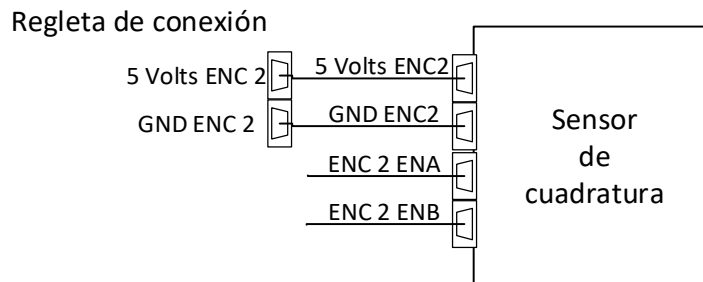 Regleta de conexión
5 Volts ENC 2
5 Volts ENC2
GND ENC 2
GND ENC2
ENC 2 ENA
ENC 2 ENB
Sensor
de
cuadratura